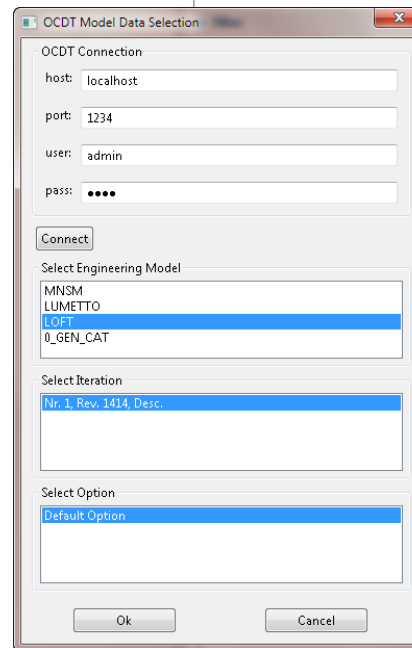 OCDT Model Data Selection
OCDT Connection
host: localhost
port: 1234
user: admin
pass: ●●●●
Connect
Select Engineering Model
MNSM
LUMETTO
LOFT
0_GEN_CAT
Select Iteration
Nr. 1, Rev. 1414, Desc.
Select Option
Default Option
Ok Cancel